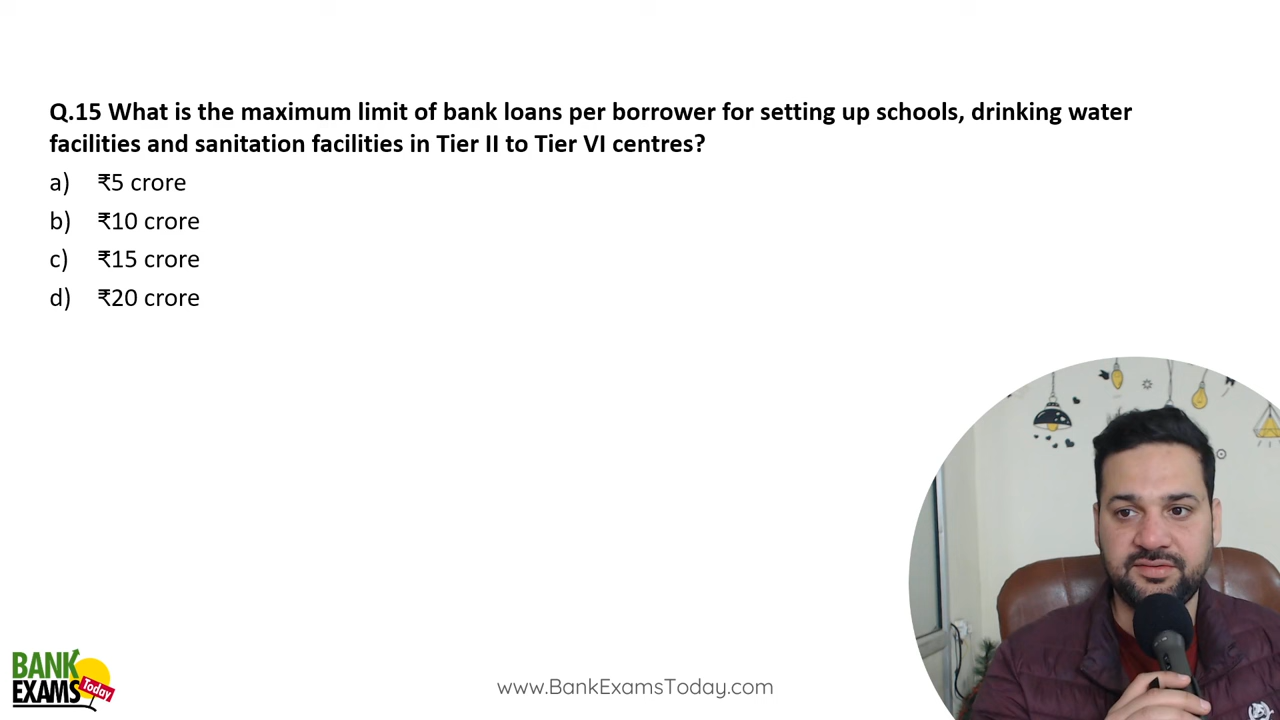 Q.15 What is the maximum limit of bank loans per borrower for setting up schools, drinking water
facilities and sanitation facilities in Tier II to Tier VI centres?
a) ₹5 crore
b) ₹10 crore
c) ₹15 crore
d) ₹20 crore
BANK
EXAMS
Today
www.BankExamsToday.com